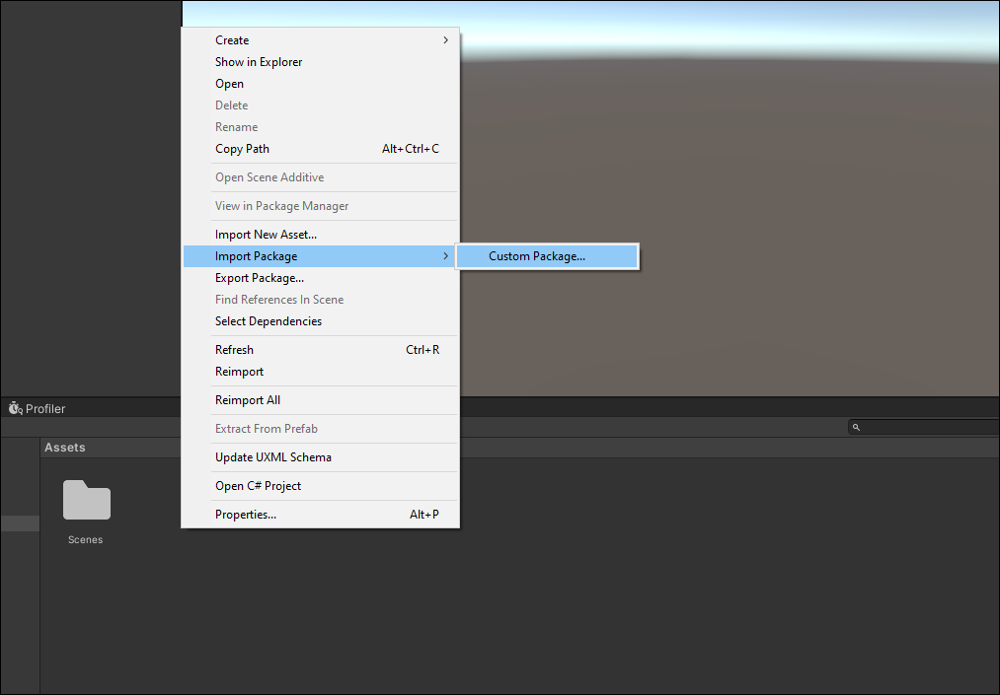 Create
Show in Explorer
Open
Delete
Rename
Copy Path Alt+Ctrl+C
Open Scene Additive
View in Package Manager
Import New Asset...
Import Package Custom Package...
Export Package...
Find References In Scene
Select Dependencies
Refresh Ctrl+R
Reimport
Reimport All
Profiler
Extract From Prefab
Assets
Update UXML Schema
Open C# Project
Properties... Alt+P
Scenes